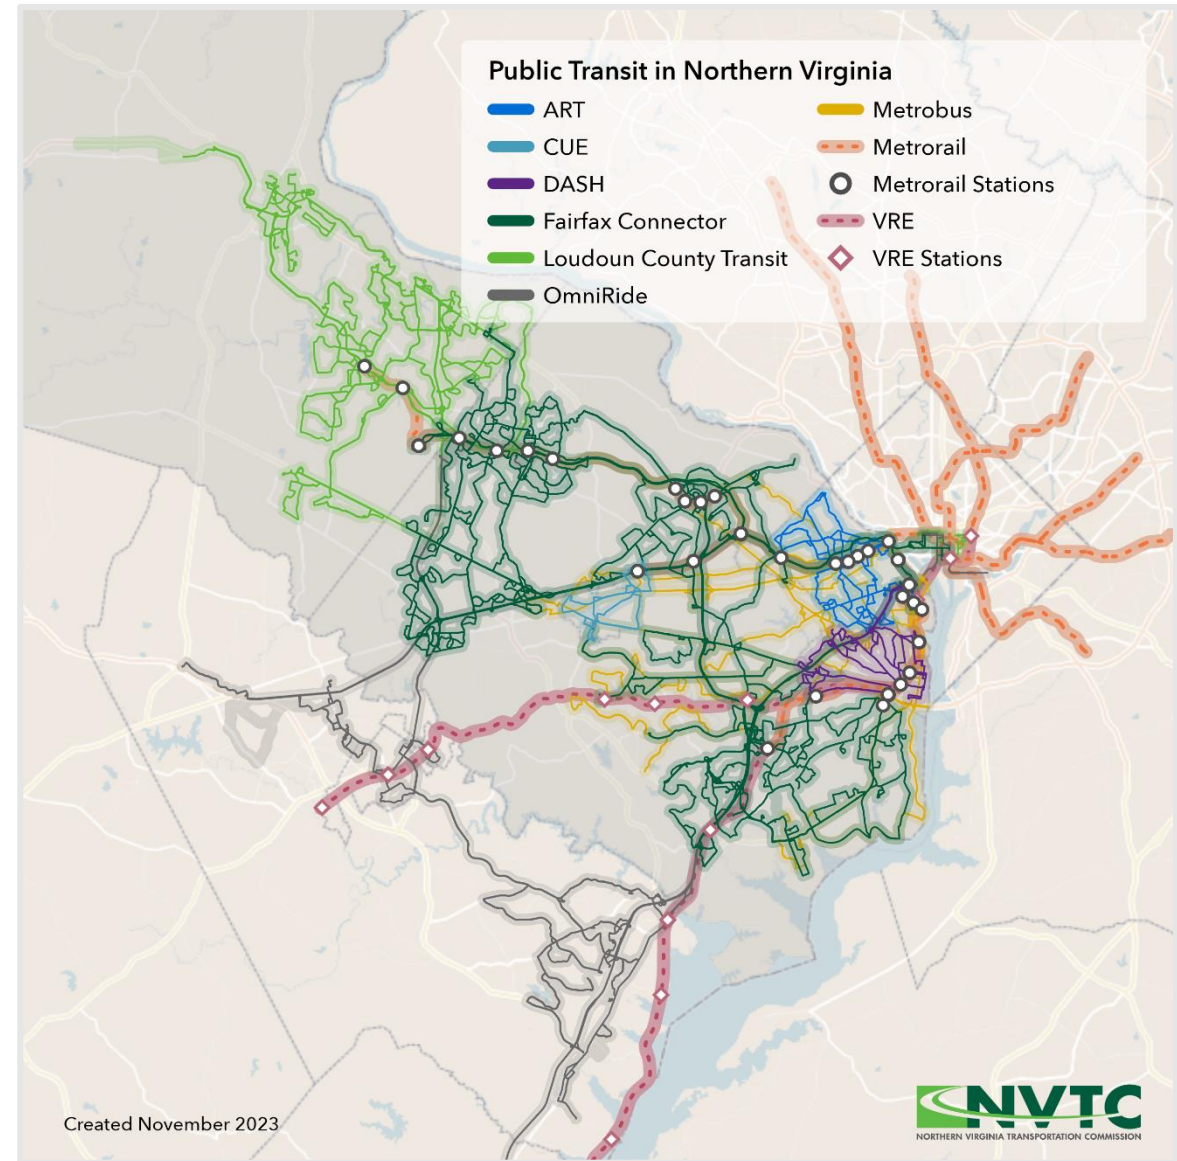 Public Transit in Northern Virginia
ART
CUE
DASH
Fairfax Connector
Loudoun County Transit
OmniRide
Metrobus
Metrorail
Metrorail Stations
VRE
VRE Stations
Created November 2023
NVTC
NORTHERN VIRGINIA TRANSPORTATION COMMISSION